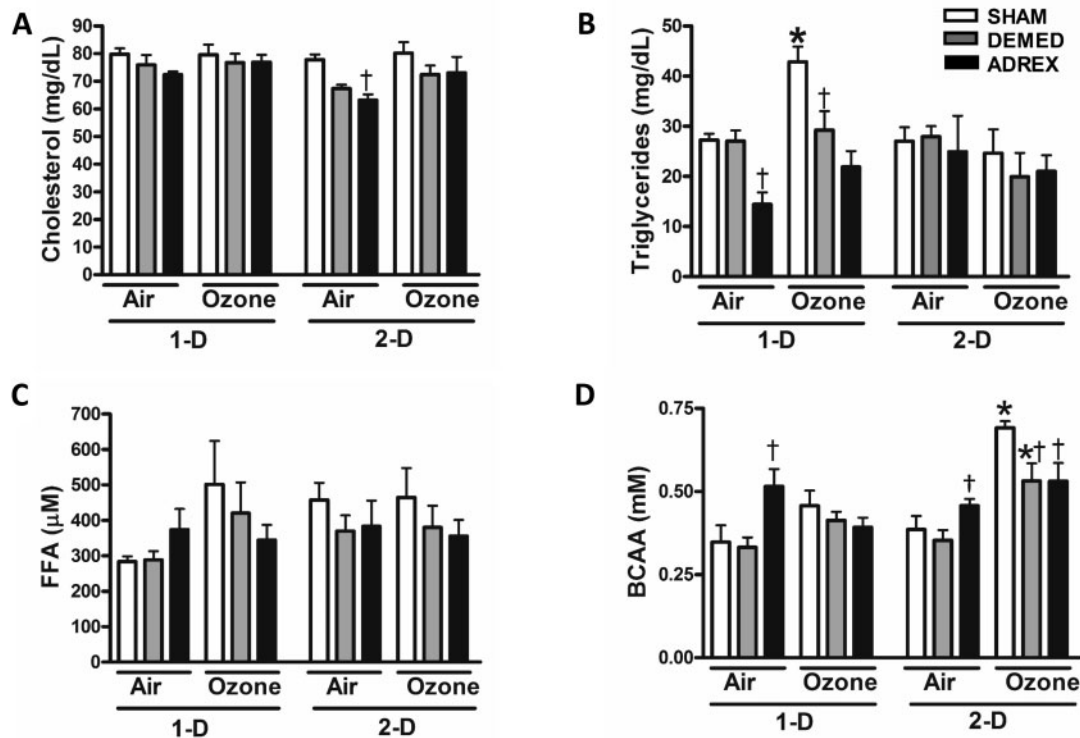 A
Cholesterol (mg/dL)
90
80
70
60
50
40
30
20
10
0
†
Air Ozone Air Ozone
1-D 2-D
B
Triglycerides (mg/dL)
50
40
30
20
10
0
SHAM
DEMED
ADREX
*
†
†
Air Ozone Air Ozone
1-D 2-D
C
FFA (μM)
700
600
500
400
300
200
100
0
Air Ozone Air Ozone
1-D 2-D
D
BCAA (mM)
0.75
0.50
0.25
0.00
*
† † *† †
Air Ozone Air Ozone
1-D 2-D